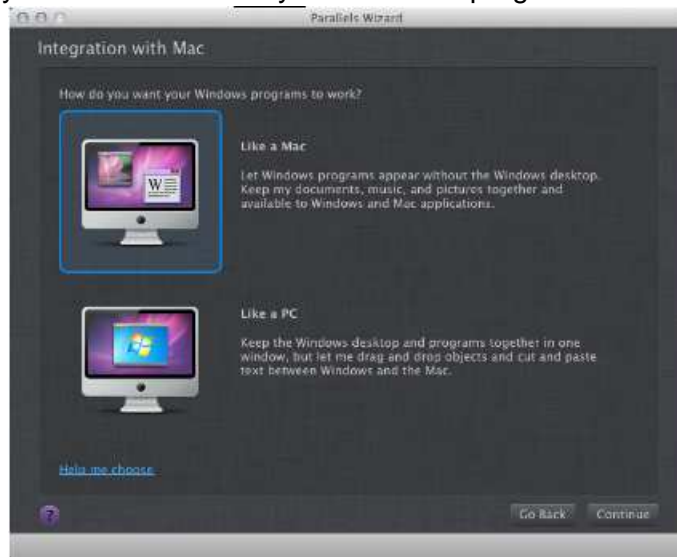 Parallels Wizard
Integration with Mac
How do you want your Windows programs to work?
Like a Mac
Let Windows programs appear without the Windows desktop.
Keep my documents, music, and pictures together and
available to Windows and Mac applications.
W
Like a PC
Keep the Windows desktop and programs together in one
window, but let me drag and drop objects and cut and paste
text between Windows and the Mac.
Help me choose
?
Go Back
Continue